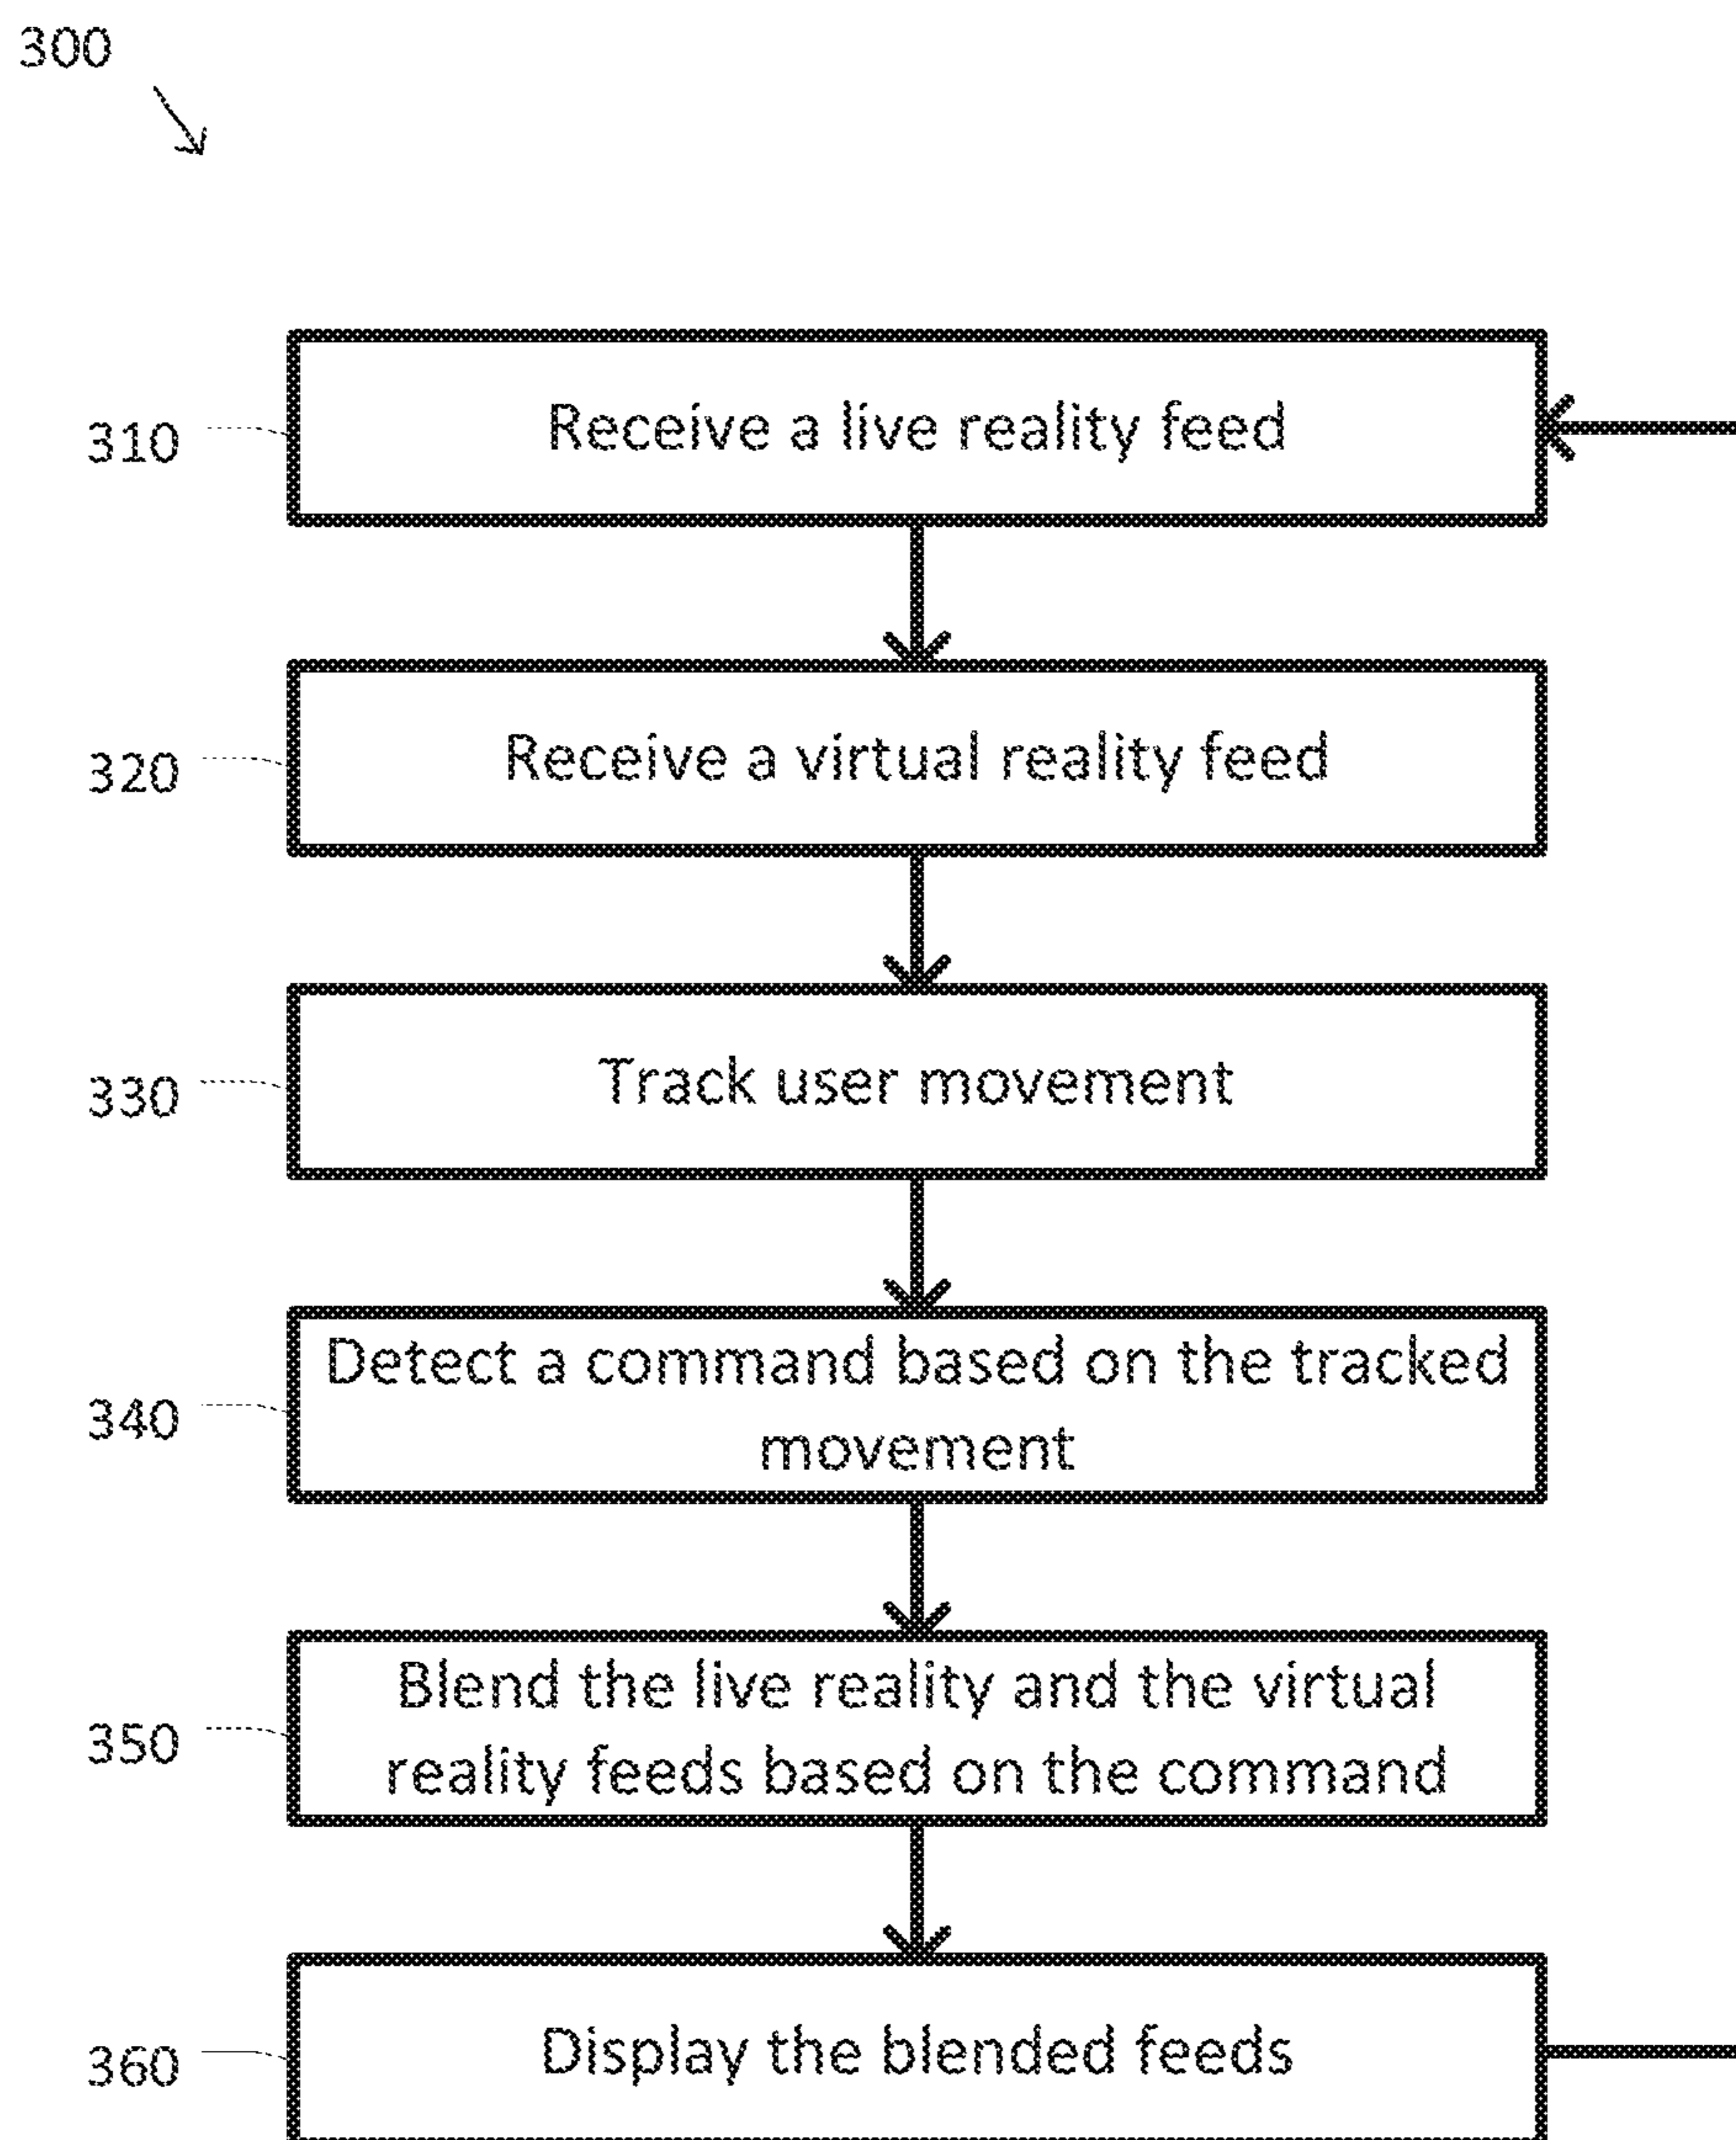 300
310
Receive a live reality feed
320
Receive a virtual reality feed
330
Track user movement
340
Detect a command based on the tracked
movement
350
Blend the live reality and the virtual
reality feeds based on the command
360
Display the blended feeds